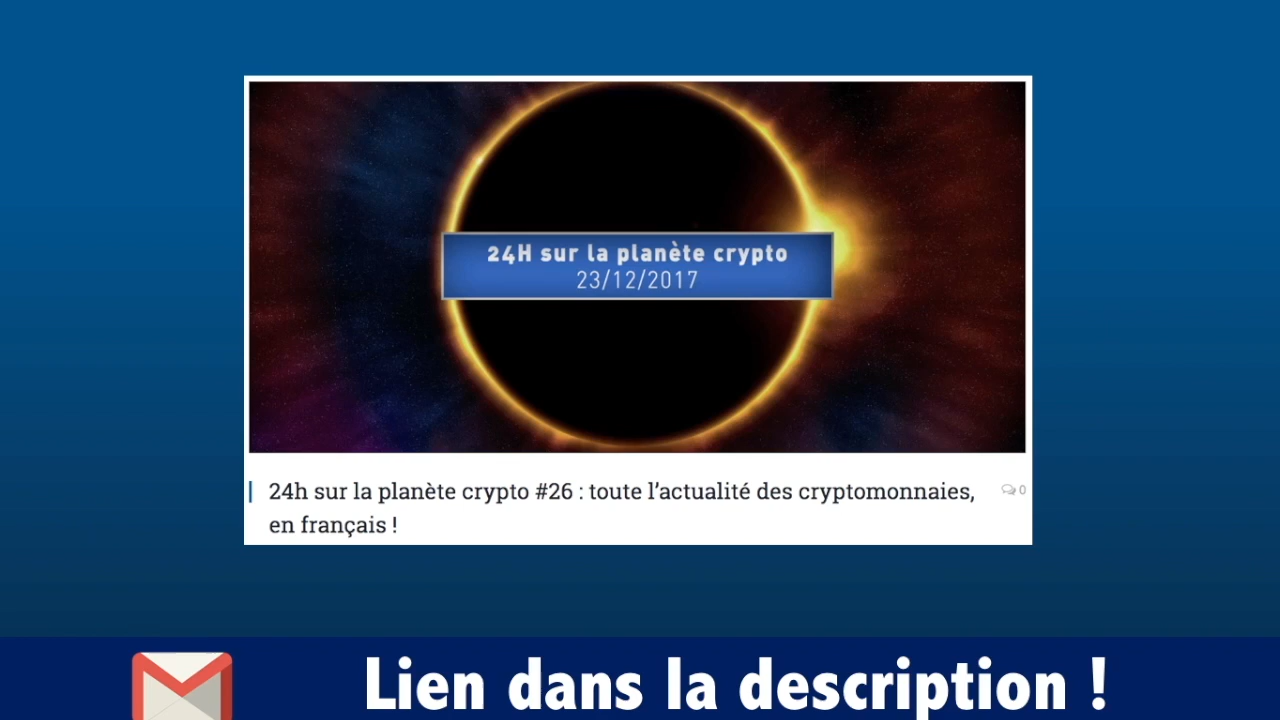 24H sur la planète crypto
23/12/2017
24h sur la planète crypto #26 : toute l’actualité des cryptomonnaies,
0
en français !
Lien dans la description !